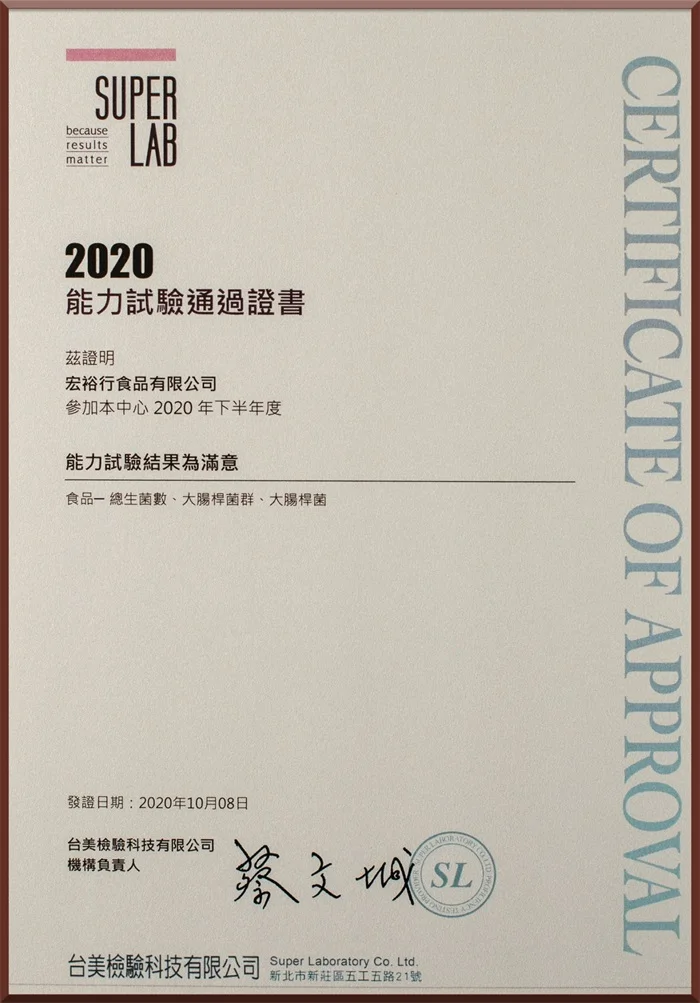 SUPER
LAB
because
results
matter
CERTIFICATE OF APPROVAL
2020
能力試驗通過證書
茲證明
宏裕行食品有限公司
參加本中心 2020 年下半年度
能力試驗結果為滿意
食品─ 總生菌數、大腸桿菌群、大腸桿菌
發證日期：2020年10月08日
台美檢驗科技有限公司
機構負責人
蔡文城
SL
台美檢驗科技有限公司
Super Laboratory Co. Ltd.
新北市新莊區五工五路21號